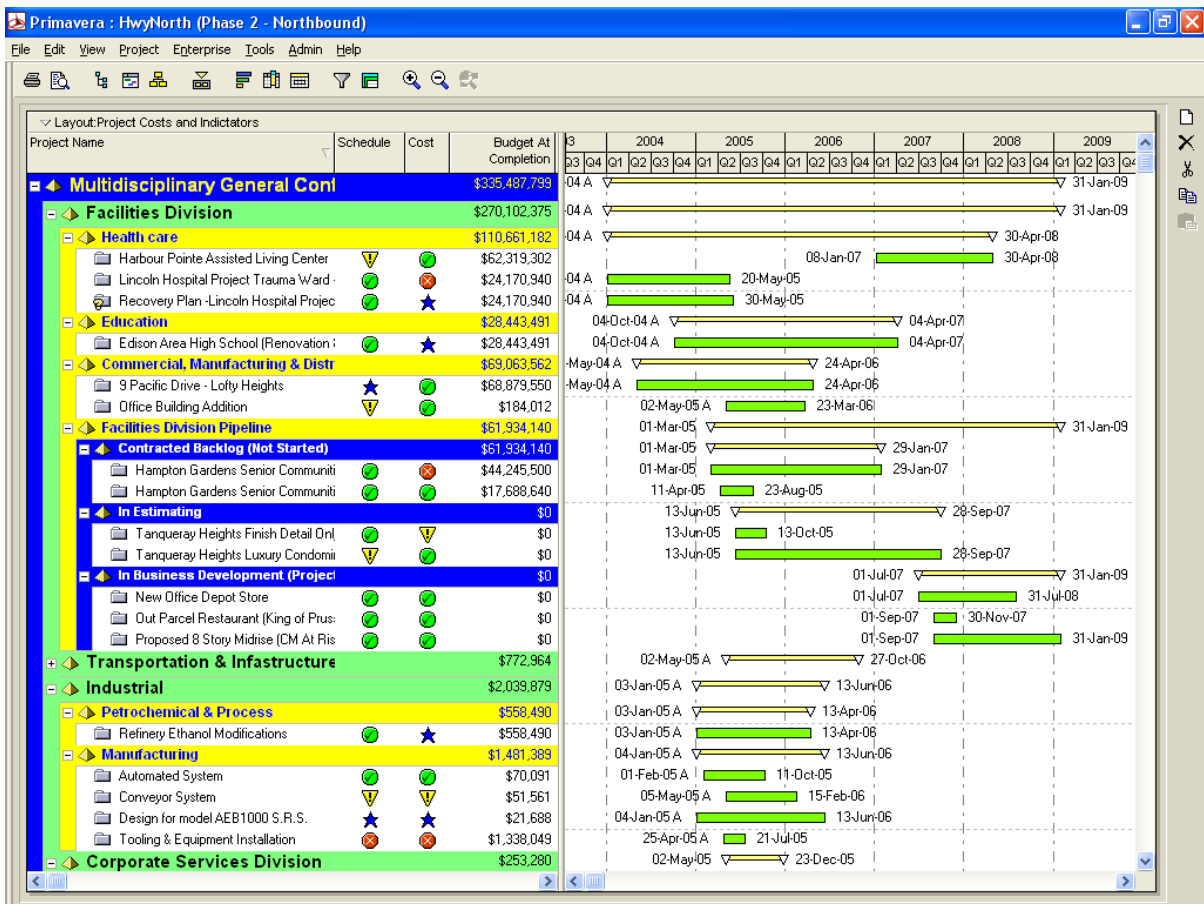 Primavera : HwyNorth (Phase 2 - Northbound)
File Edit View Project Enterprise Tools Admin Help
Layout:Project Costs and Indictators
Project Name Schedule Cost Budget At Completion 3 2004 2005 2006 2007 2008 2009
Q3 Q4 Q1 Q2 Q3 Q4 Q1 Q2 Q3 Q4 Q1 Q2 Q3 Q4 Q1 Q2 Q3 Q4 Q1 Q2 Q3 Q4 Q1 Q2 Q3 Q4
Multidisciplinary General Cont $335,487,799 -04 A 31-Jan-09
Facilities Division $270,102,375 -04 A 31-Jan-09
Health care $110,661,182 -04 A 30-Apr-08
Harbour Pointe Assisted Living Center $62,319,302 08-Jan-07 30-Apr-08
Lincoln Hospital Project Trauma Ward - $24,170,940 -04 A 20-May-05
Recovery Plan -Lincoln Hospital Projec $24,170,940 -04 A 30-May-05
Education $28,443,491 04-Oct-04 A 04-Apr-07
Edison Area High School (Renovation $28,443,491 04-Oct-04 A 04-Apr-07
Commercial, Manufacturing & Distr $69,063,562 -May-04 A 24-Apr-06
9 Pacific Drive - Lofty Heights $68,879,550 -May-04 A 24-Apr-06
Office Building Addition $184,012 02-May-05 A 23-Mar-06
Facilities Division Pipeline $61,934,140 01-Mar-05 31-Jan-09
Contracted Backlog (Not Started) $61,934,140 01-Mar-05 29-Jan-07
Hampton Gardens Senior Communiti $44,245,500 01-Mar-05 29-Jan-07
Hampton Gardens Senior Communiti $17,688,640 11-Apr-05 23-Aug-05
In Estimating $0 13-Jun-05 28-Sep-07
Tanqueray Heights Finish Detail Onl $0 13-Jun-05 13-Oct-05
Tanqueray Heights Luxury Condomi $0 13-Jun-05 28-Sep-07
In Business Development (Project $0 01-Jul-07 31-Jan-09
New Office Depot Store $0 01-Jul-07 31-Jul-08
Out Parcel Restaurant (King of Prus $0 01-Sep-07 30-Nov-07
Proposed 8 Story Midrise (CM At Ris $0 01-Sep-07 31-Jan-09
Transportation & Infastructure $772,964 02-May-05 A 27-Oct-06
Industrial $2,039,879 03-Jan-05 A 13-Jun-06
Petrochemical & Process $558,490 03-Jan-05 A 13-Apr-06
Refinery Ethanol Modifications $558,490 03-Jan-05 A 13-Apr-06
Manufacturing $1,481,389 04-Jan-05 A 13-Jun-06
Automated System $70,091 01-Feb-05 A 11-Oct-05
Conveyor System $51,561 05-May-05 A 15-Feb-06
Design for model AEB1000 S.R.S. $21,688 04-Jan-05 A 13-Jun-06
Tooling & Equipment Installation $1,338,049 25-Apr-05 A 21-Jul-05
Corporate Services Division $253,280 02-May-05 23-Dec-05